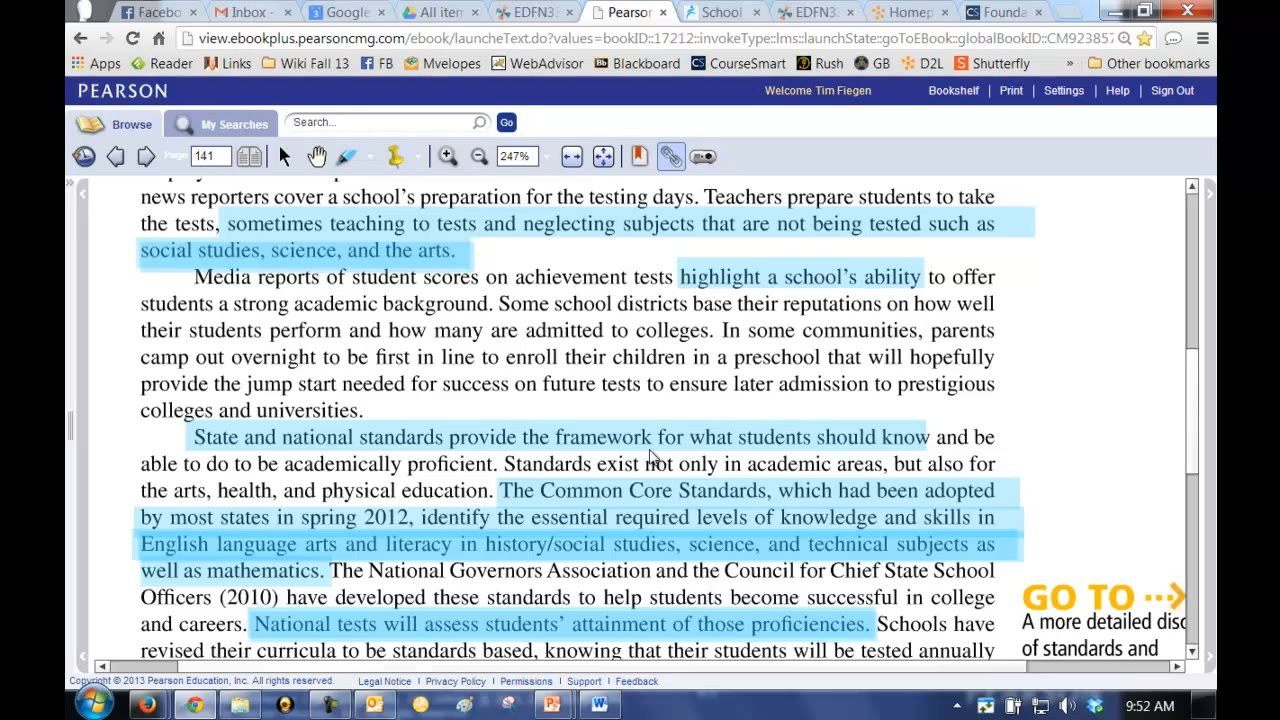 Facebo
Inbox -
Google
All iten
EDFN3
Pearsor
School
EDFN3
Homep
Founda
view.ebookplus.pearsoncmg.com/ebook/launcheText.do?values=bookID::17212::invokeType::lms::launchState::goToEBook::globalBookID::CM923857
Apps Reader Links Wiki Fall 13 FB Mvelopes WebAdvisor Blackboard CourseSmart Rush GB D2L Shutterfly » Other bookmarks
PEARSON Welcome Tim Fiegen Bookshelf | Print | Settings | Help | Sign Out
Browse My Searches Search... Go
Page 141 247%
news reporters cover a school's preparation for the testing days. Teachers prepare students to take
the tests, sometimes teaching to tests and neglecting subjects that are not being tested such as
social studies, science, and the arts.
Media reports of student scores on achievement tests highlight a school's ability to offer
students a strong academic background. Some school districts base their reputations on how well
their students perform and how many are admitted to colleges. In some communities, parents
camp out overnight to be first in line to enroll their children in a preschool that will hopefully
provide the jump start needed for success on future tests to ensure later admission to prestigious
colleges and universities.
State and national standards provide the framework for what students should know and be
able to do to be academically proficient. Standards exist not only in academic areas, but also for
the arts, health, and physical education. The Common Core Standards, which had been adopted
by most states in spring 2012, identify the essential required levels of knowledge and skills in
English language arts and literacy in history/social studies, science, and technical subjects as
well as mathematics. The National Governors Association and the Council for Chief State School
Officers (2010) have developed these standards to help students become successful in college
and careers. National tests will assess students' attainment of those proficiencies. Schools have
revised their curricula to be standards based, knowing that their students will be tested annually
GO TO
A more detailed disc
of standards and
Copyright © 2013 Pearson Education, Inc. All rights reserved. Legal Notice | Privacy Policy | Permissions | Support | Feedback
9:52 AM